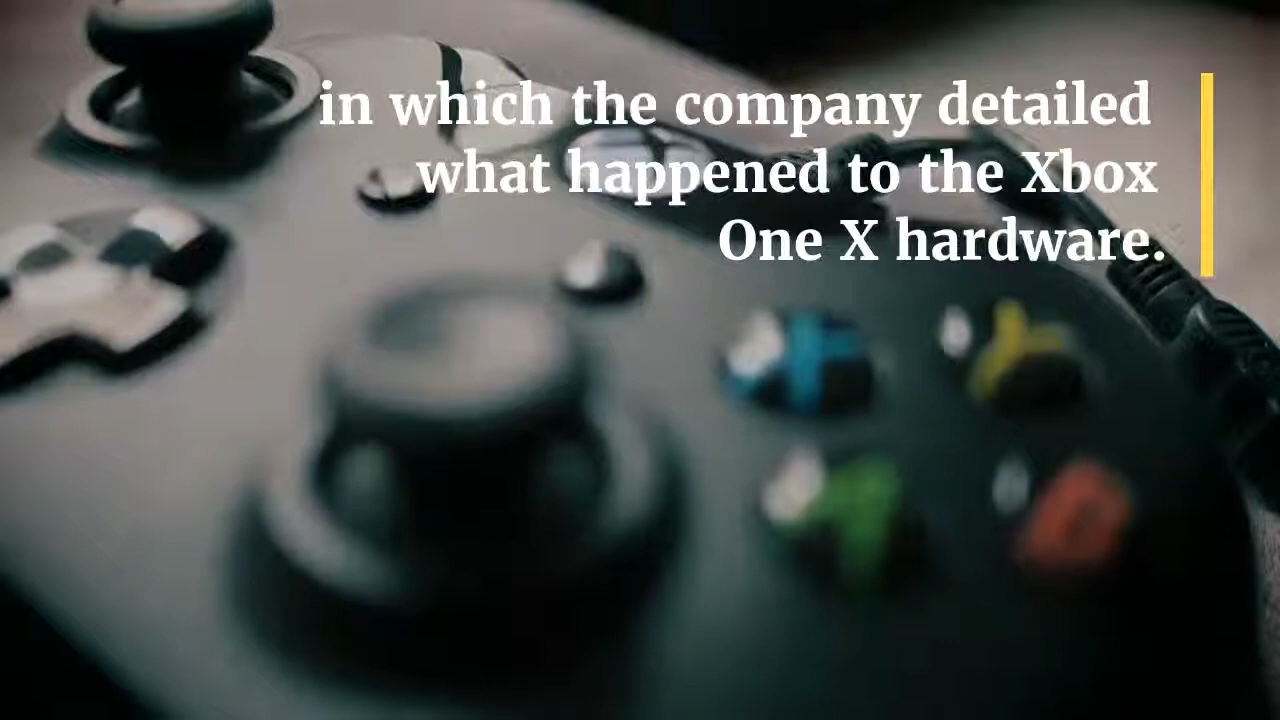 in which the company detailed
what happened to the Xbox
One X hardware.